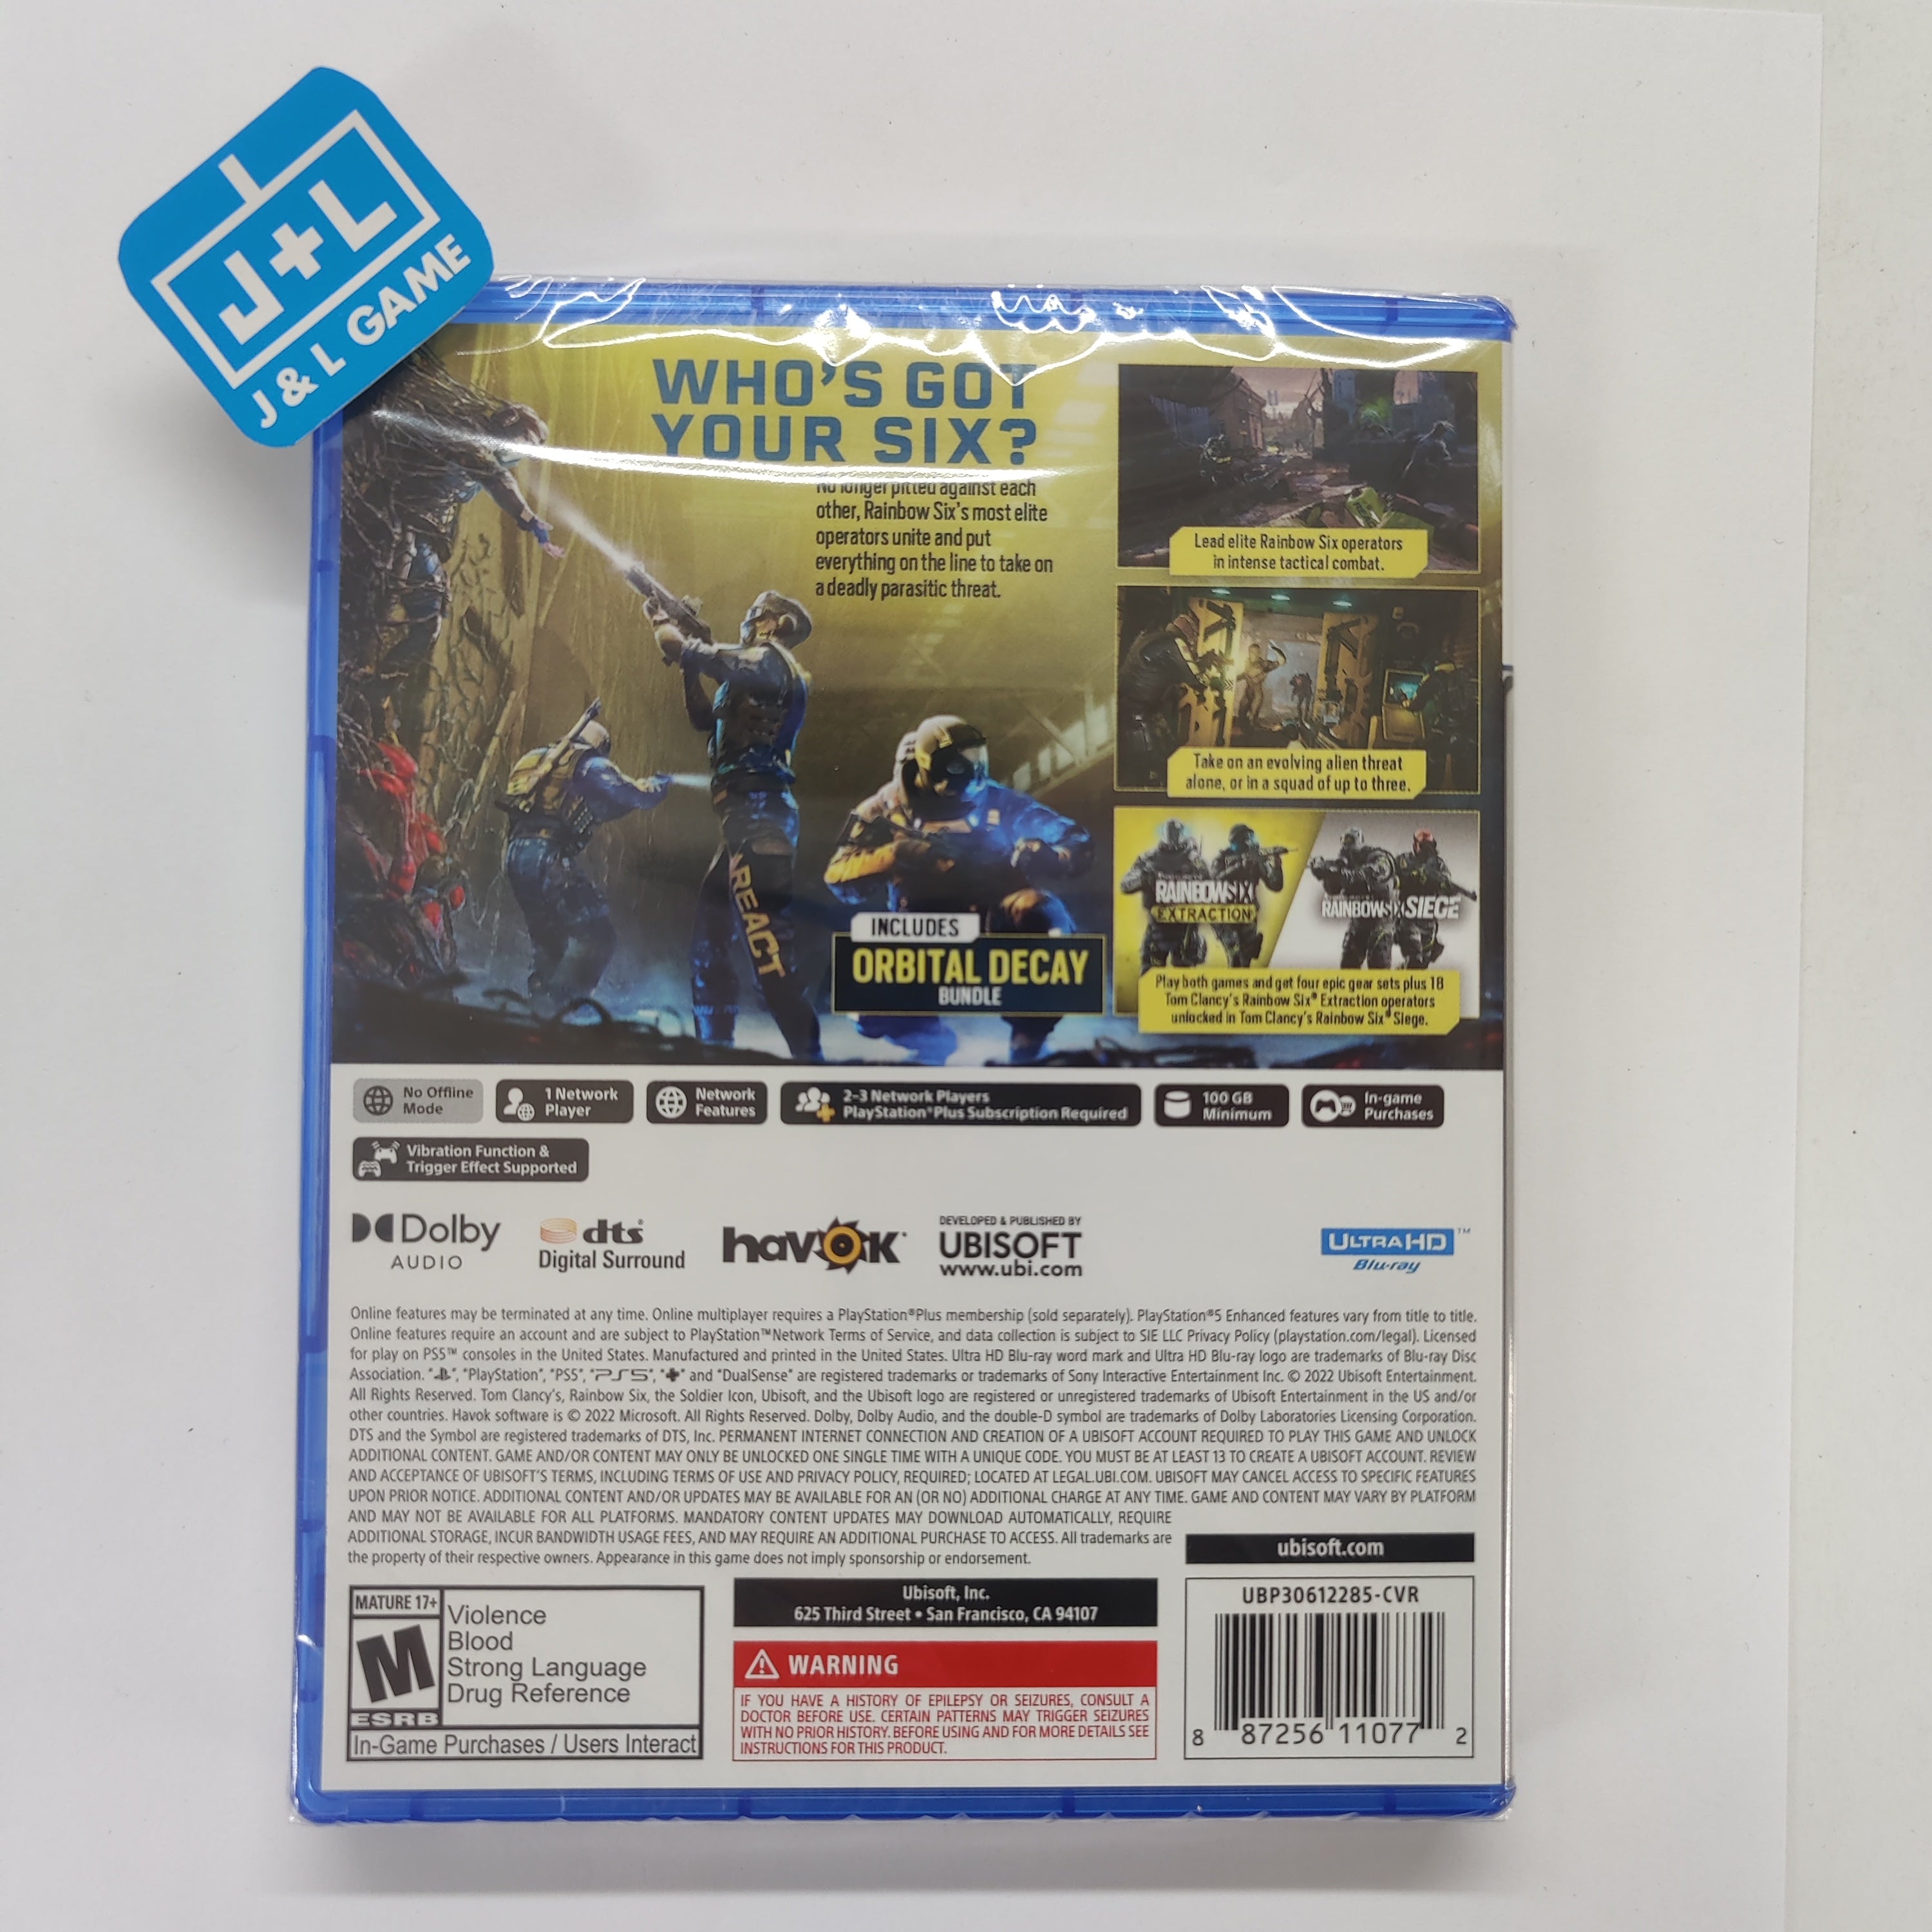 J+L
J & L GAME
WHO'S GOT
YOUR SIX?
No longer pitted against each
other, Rainbow Six's most elite
operators unite and put
everything on the line to take on
a deadly parasitic threat.
Lead elite Rainbow Six operators
in intense tactical combat.
Take on an evolving alien threat
alone, or in a squad of up to three.
RAINBOW SIX
EXTRACTION
RAINBOW SIX SIEGE
Play both games and get four epic gear sets plus 18
Tom Clancy's Rainbow Six® Extraction operators
unlocked in Tom Clancy's Rainbow Six® Siege.
REACT
INCLUDES
ORBITAL DECAY
BUNDLE
No Offline
Mode
1 Network
Player
Network
Features
2-3 Network Players
PlayStation®Plus Subscription Required
100 GB
Minimum
In-game
Purchases
Vibration Function &
Trigger Effect Supported
Dolby
AUDIO
dts
Digital Surround
havok
DEVELOPED & PUBLISHED BY
UBISOFT
www.ubi.com
ULTRA HD™
Blu-ray
Online features may be terminated at any time. Online multiplayer requires a PlayStation®Plus membership (sold separately). PlayStation®5 Enhanced features vary from title to title.
Online features require an account and are subject to PlayStation™Network Terms of Service, and data collection is subject to SIE LLC Privacy Policy (playstation.com/legal). Licensed
for play on PS5™ consoles in the United States. Manufactured and printed in the United States. Ultra HD Blu-ray word mark and Ultra HD Blu-ray logo are trademarks of Blu-ray Disc
Association. "PS", "PlayStation", "PS5", "PS5", "+" and "DualSense" are registered trademarks or trademarks of Sony Interactive Entertainment Inc. © 2022 Ubisoft Entertainment.
All Rights Reserved. Tom Clancy's, Rainbow Six, the Soldier Icon, Ubisoft, and the Ubisoft logo are registered or unregistered trademarks of Ubisoft Entertainment in the US and/or
other countries. Havok software is © 2022 Microsoft. All Rights Reserved. Dolby, Dolby Audio, and the double-D symbol are trademarks of Dolby Laboratories Licensing Corporation.
DTS and the Symbol are registered trademarks of DTS, Inc. PERMANENT INTERNET CONNECTION AND CREATION OF A UBISOFT ACCOUNT REQUIRED TO PLAY THIS GAME AND UNLOCK
ADDITIONAL CONTENT. GAME AND/OR CONTENT MAY ONLY BE UNLOCKED ONE SINGLE TIME WITH A UNIQUE CODE. YOU MUST BE AT LEAST 13 TO CREATE A UBISOFT ACCOUNT. REVIEW
AND ACCEPTANCE OF UBISOFT'S TERMS, INCLUDING TERMS OF USE AND PRIVACY POLICY, REQUIRED; LOCATED AT LEGAL.UBI.COM. UBISOFT MAY CANCEL ACCESS TO SPECIFIC FEATURES
UPON PRIOR NOTICE. ADDITIONAL CONTENT AND/OR UPDATES MAY BE AVAILABLE FOR AN (OR NO) ADDITIONAL CHARGE AT ANY TIME. GAME AND CONTENT MAY VARY BY PLATFORM
AND MAY NOT BE AVAILABLE FOR ALL PLATFORMS. MANDATORY CONTENT UPDATES MAY DOWNLOAD AUTOMATICALLY, REQUIRE
ADDITIONAL STORAGE, INCUR BANDWIDTH USAGE FEES, AND MAY REQUIRE AN ADDITIONAL PURCHASE TO ACCESS. All trademarks are
the property of their respective owners. Appearance in this game does not imply sponsorship or endorsement.
ubisoft.com
MATURE 17+
M
ESRB
Violence
Blood
Strong Language
Drug Reference
In-Game Purchases / Users Interact
Ubisoft, Inc.
625 Third Street • San Francisco, CA 94107
WARNING
IF YOU HAVE A HISTORY OF EPILEPSY OR SEIZURES, CONSULT A
DOCTOR BEFORE USE. CERTAIN PATTERNS MAY TRIGGER SEIZURES
WITH NO PRIOR HISTORY. BEFORE USING AND FOR MORE DETAILS SEE
INSTRUCTIONS FOR THIS PRODUCT.
UBP30612285-CVR
8 87256 11077 2